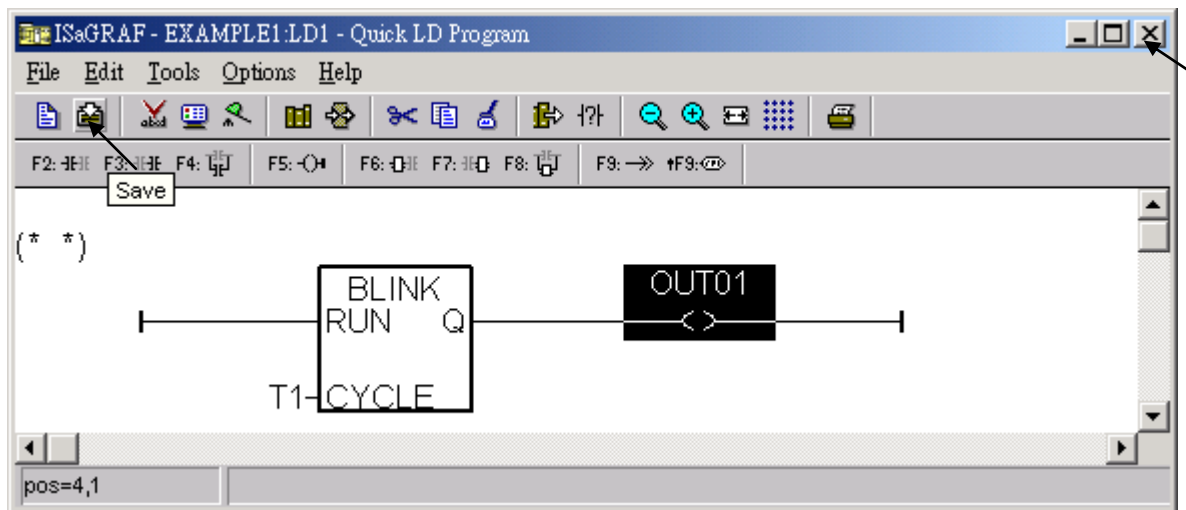 ISaGRAF - EXAMPLE1:LD1 - Quick LD Program
File Edit Tools Options Help
abcd
?
F2: F3: F4: F5: F6: F7: F8: F9: F9:
Save
(* *)
BLINK
RUN Q
T1 CYCLE
OUT01
pos=4,1